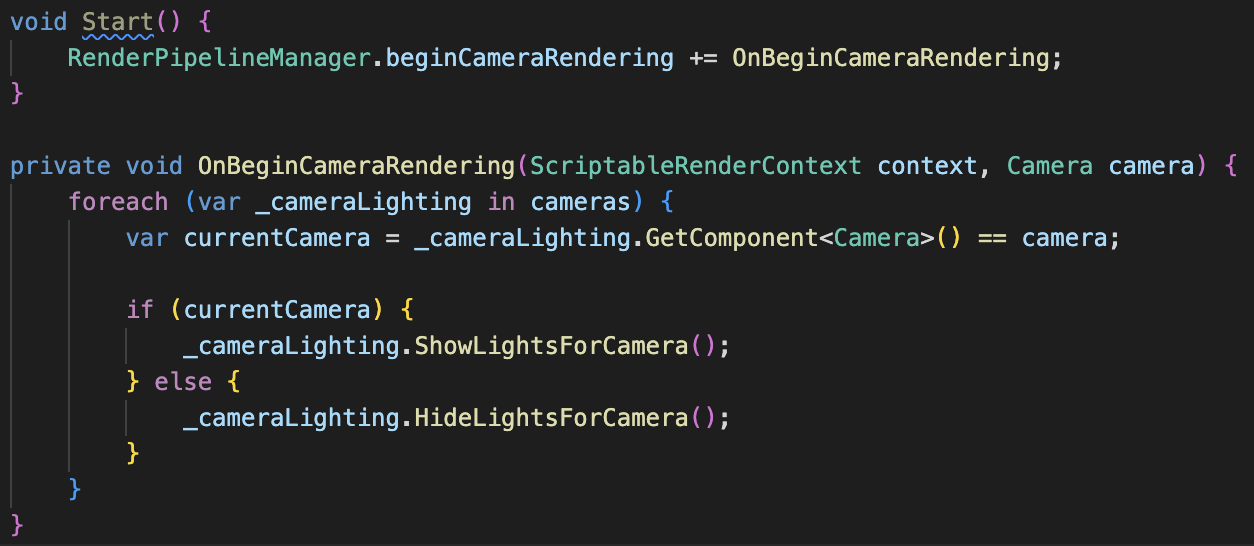 void Start() {
    RenderPipelineManager.beginCameraRendering += OnBeginCameraRendering;
}

private void OnBeginCameraRendering(ScriptableRenderContext context, Camera camera) {
    foreach (var _cameraLighting in cameras) {
        var currentCamera = _cameraLighting.GetComponent<Camera>() == camera;

        if (currentCamera) {
            _cameraLighting.ShowLightsForCamera();
        } else {
            _cameraLighting.HideLightsForCamera();
        }
    }
}